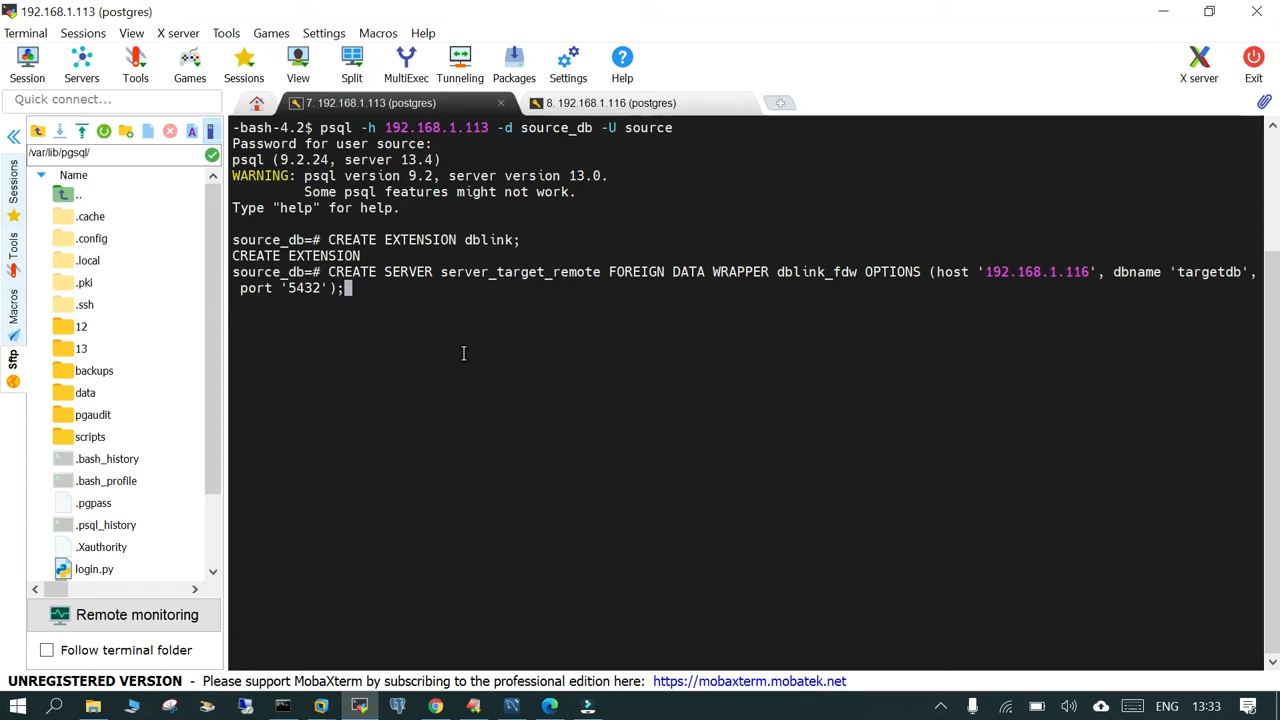 192.168.1.113 (postgres)
Terminal Sessions View X server Tools Games Settings Macros Help
Session Servers Tools Games Sessions View Split MultiExec Tunneling Packages Settings Help X server Exit
Quick connect...
7. 192.168.1.113 (postgres)
8. 192.168.1.116 (postgres)
Sessions
Tools
Macros
Sftp
/var/lib/pgsql/
Name
..
.cache
.config
.local
.pki
.ssh
12
13
backups
data
pgaudit
scripts
.bash_history
.bash_profile
.pgpass
.psql_history
.Xauthority
login.py
Remote monitoring
Follow terminal folder
-bash-4.2$ psql -h 192.168.1.113 -d source_db -U source
Password for user source:
psql (9.2.24, server 13.4)
WARNING: psql version 9.2, server version 13.0.
Some psql features might not work.
Type "help" for help.
source_db=# CREATE EXTENSION dblink;
CREATE EXTENSION
source_db=# CREATE SERVER server_target_remote FOREIGN DATA WRAPPER dblink_fdw OPTIONS (host '192.168.1.116', dbname 'targetdb',
port '5432');
UNREGISTERED VERSION - Please support MobaXterm by subscribing to the professional edition here: https://mobaxterm.mobatek.net
ENG 13:33